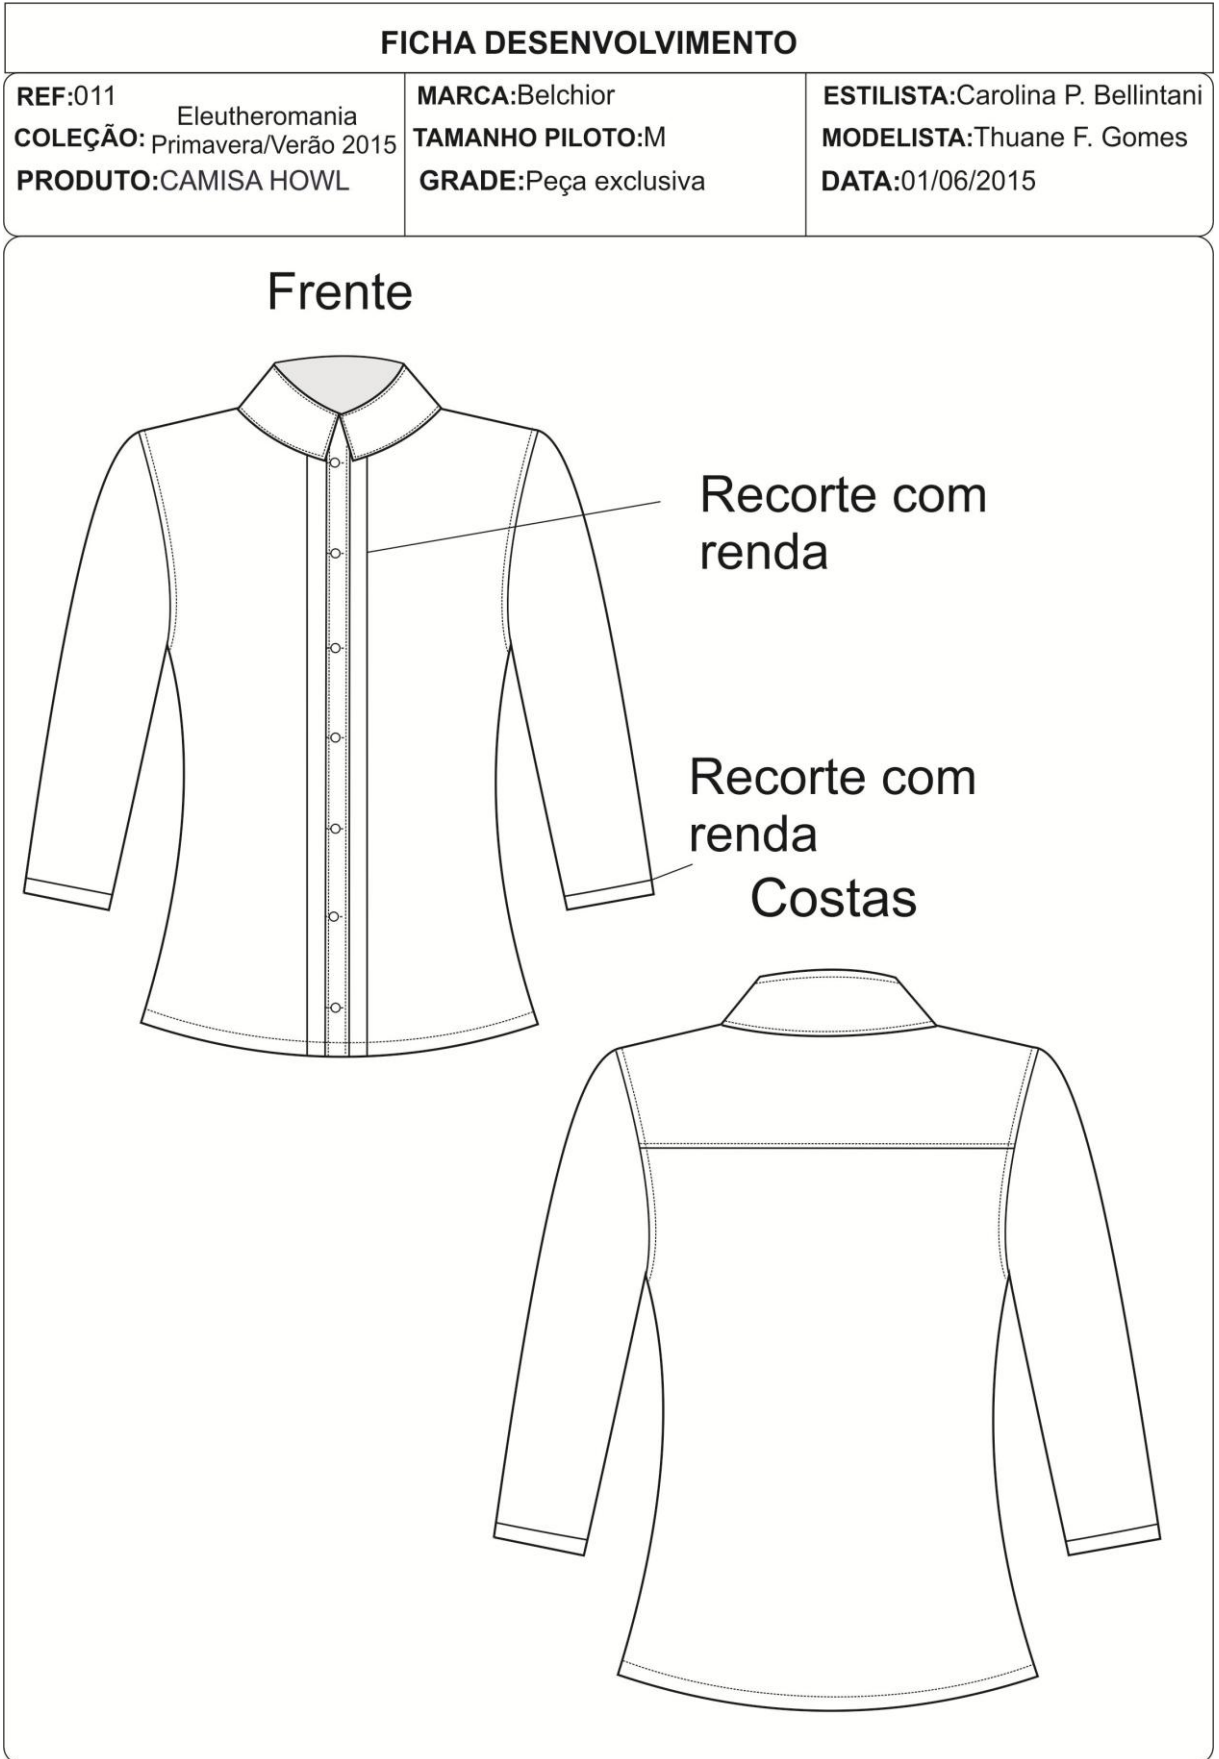 FICHA DESENVOLVIMENTO
REF:011
COLEÇÃO: Eleutheromania
Primavera/Verão 2015
PRODUTO:CAMISA HOWL
MARCA:Belchior
TAMANHO PILOTO:M
GRADE:Peça exclusiva
ESTILISTA:Carolina P. Bellintani
MODELISTA:Thuane F. Gomes
DATA:01/06/2015
Frente
Recorte com
renda
Recorte com
renda
Costas